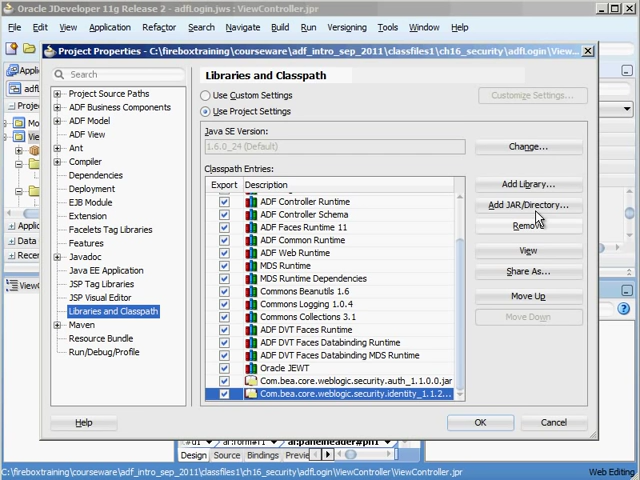 Oracle JDeveloper 11g Release 2 - adfLogin.jws : ViewController.jpr
File Edit View Application Refactor Search Navigate Build Run Versioning Tools Window Help
Project Properties - C:\fireboxtraining\courseware\adf_intro_sep_2011\classfiles1\ch16_security\adfLogin\View...
Search
Project Source Paths
ADF Business Components
ADF Model
ADF View
Ant
Compiler
Dependencies
Deployment
EJB Module
Extension
Facelets Tag Libraries
Features
Javadoc
Java EE Application
JSP Tag Libraries
JSP Visual Editor
Libraries and Classpath
Maven
Resource Bundle
Run/Debug/Profile
Libraries and Classpath
Use Custom Settings
Customize Settings...
Use Project Settings
Java SE Version:
1.6.0_24 (Default)
Change...
Classpath Entries:
Export Description
ADF Controller Runtime
ADF Controller Schema
ADF Faces Runtime 11
ADF Common Runtime
ADF Web Runtime
MDS Runtime
MDS Runtime Dependencies
Commons Beanutils 1.6
Commons Logging 1.0.4
Commons Collections 3.1
ADF DVT Faces Runtime
ADF DVT Faces Databinding Runtime
ADF DVT Faces Databinding MDS Runtime
Oracle JEWT
Com.bea.core.weblogic.security.auth_1.1.0.0.jar
Com.bea.core.weblogic.security.identity_1.1.2...
Add Library...
Add JAR/Directory...
Remove
View
Share As...
Move Up
Move Down
Help
OK
Cancel
Design Source Bindings Previe
C:\fireboxtraining\courseware\adf_intro_sep_2011\classfiles1\ch16_security\adfLogin\ViewController\ViewController.jpr
Web Editing